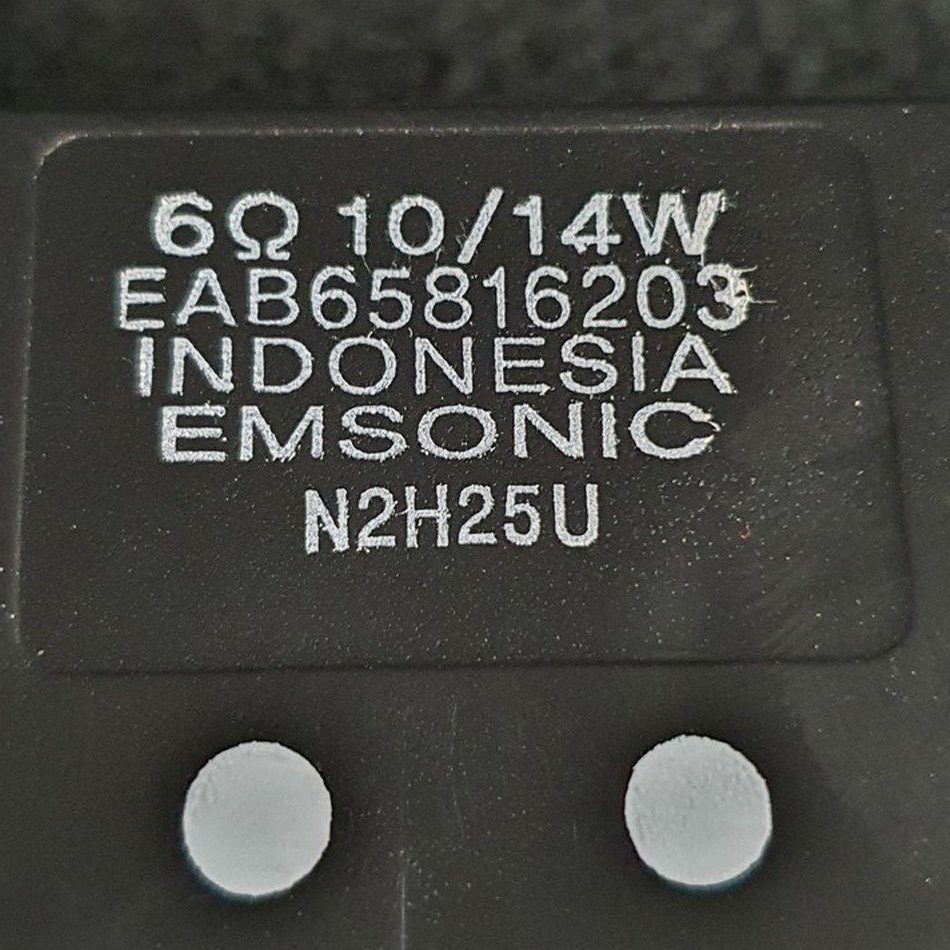 6Ω 10/14W
EAB65816203
INDONESIA
EMSONIC
N2H25U